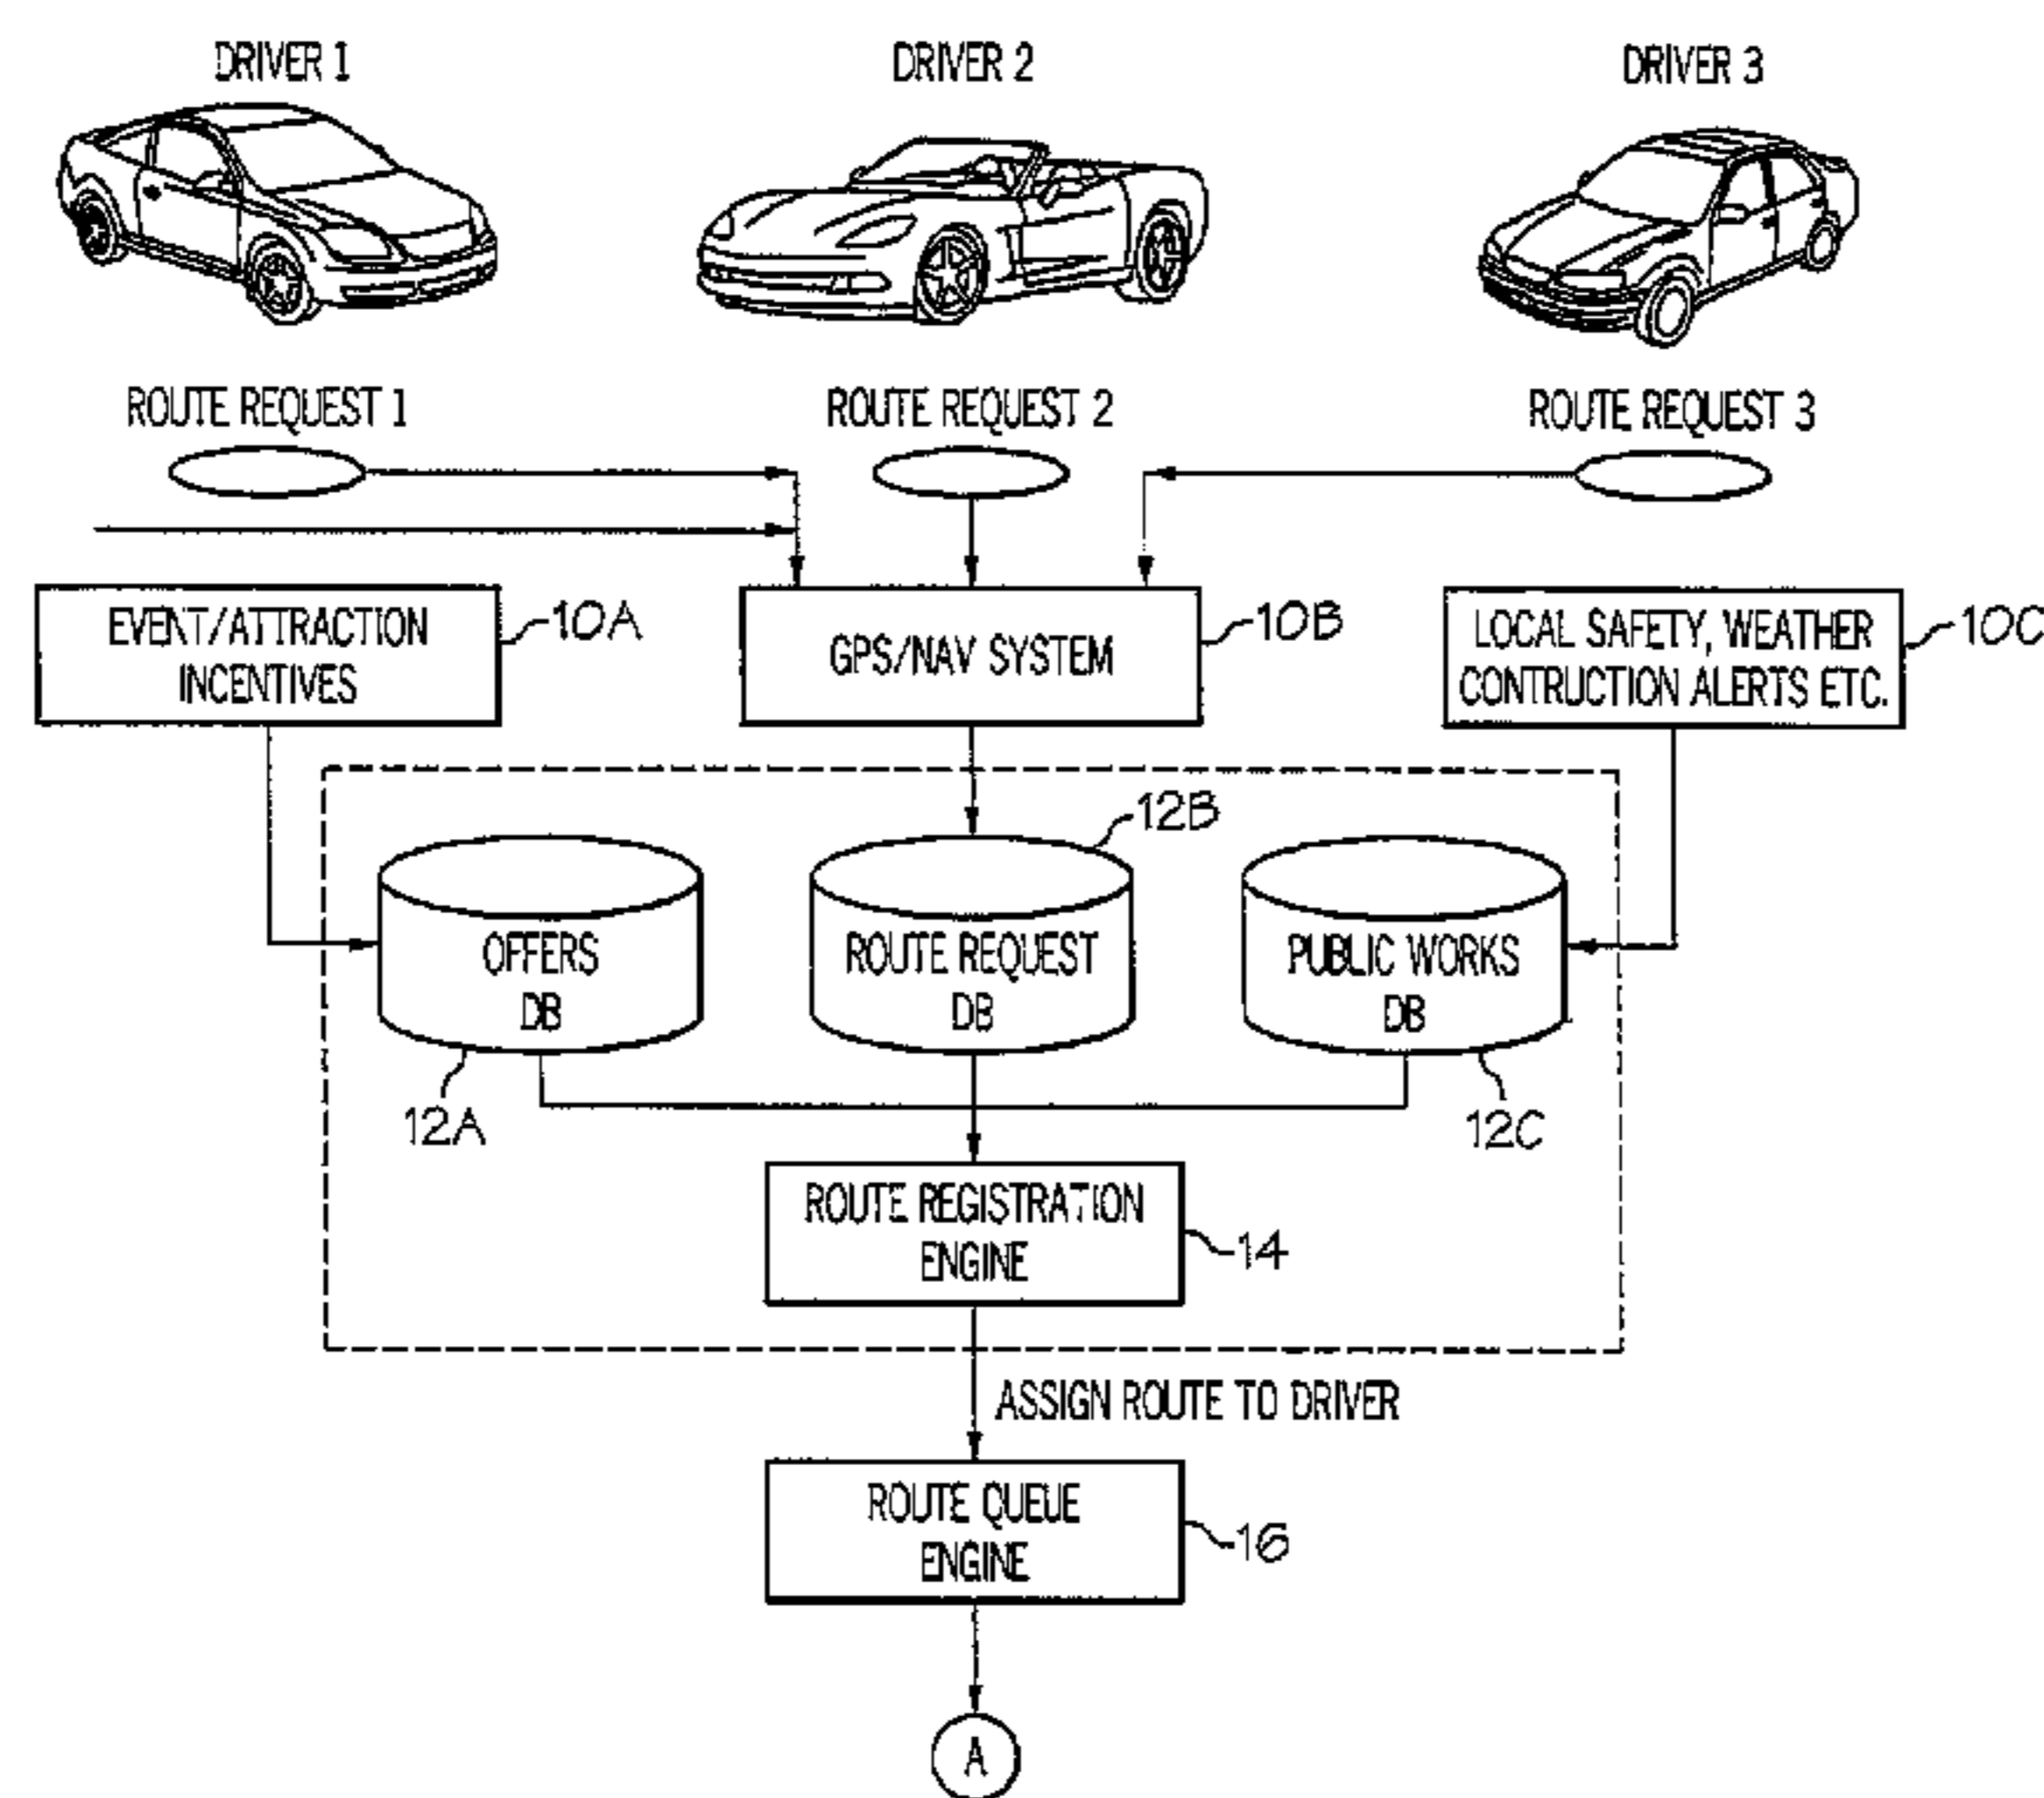 DRIVER 1
DRIVER 2
DRIVER 3
ROUTE REQUEST 1
ROUTE REQUEST 2
ROUTE REQUEST 3
EVENT/ATTRACTION
INCENTIVES
10A
GPS/NAV SYSTEM
10B
LOCAL SAFETY, WEATHER
CONTRUCTION ALERTS ETC.
10C
12B
OFFERS
DB
ROUTE REQUEST
DB
PUBLIC WORKS
DB
12A
12C
ROUTE REGISTRATION
ENGINE
14
ASSIGN ROUTE TO DRIVER
ROUTE QUEUE
ENGINE
16
A